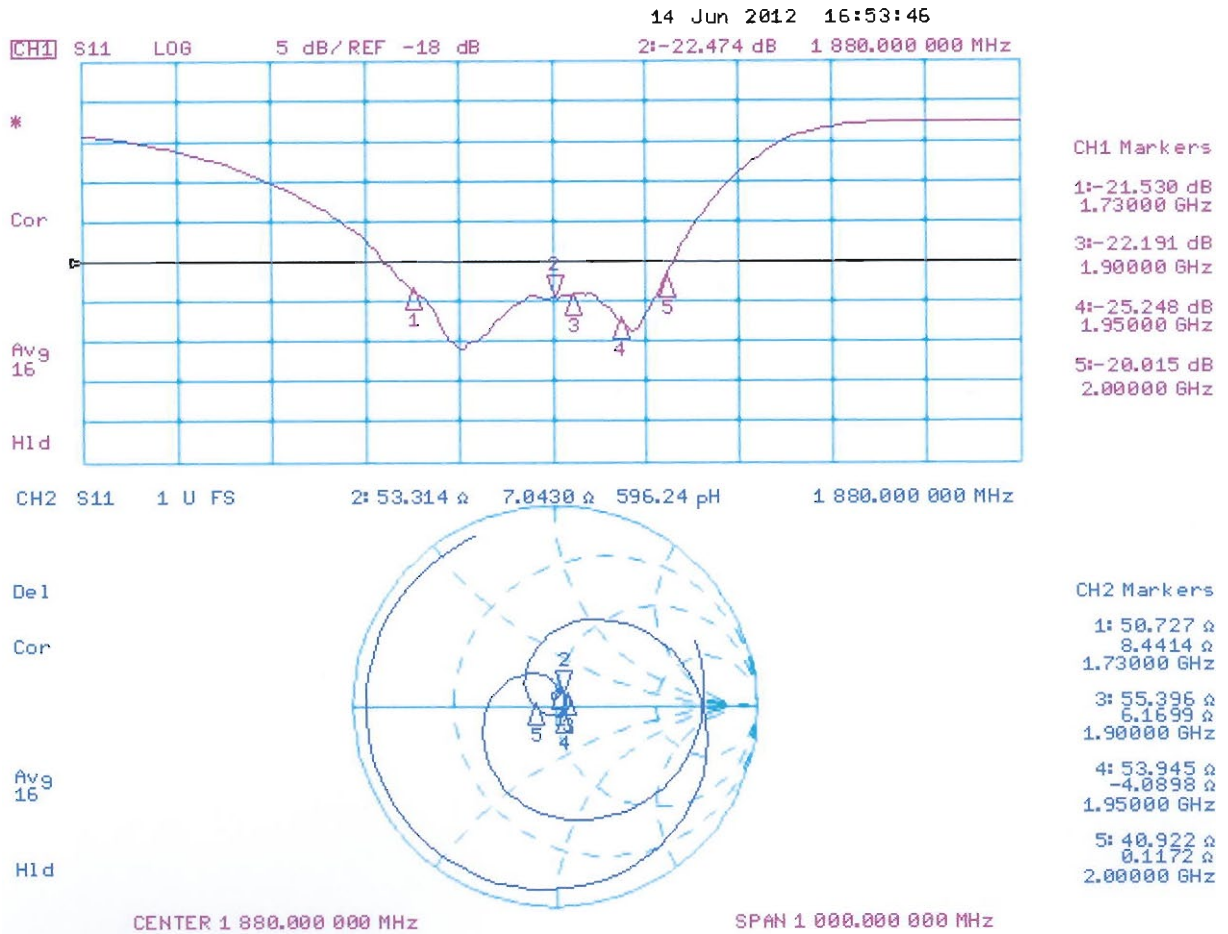 14 Jun 2012 16:53:46
CH1 S11 LOG 5 dB/REF -18 dB 2:-22.474 dB 1 880.000 000 MHz
*
CH1 Markers
1:-21.530 dB
1.73000 GHz
Cor
3:-22.191 dB
1.90000 GHz
2
1
3
4
5
4:-25.248 dB
1.95000 GHz
Avg
16
5:-20.015 dB
2.00000 GHz
Hld
CH2 S11 1 U FS 2: 53.314 Ω 7.0430 Ω 596.24 pH 1 880.000 000 MHz
Del
CH2 Markers
Cor
1: 50.727 Ω
8.4414 Ω
1.73000 GHz
2
5
4
3: 55.396 Ω
6.1699 Ω
1.90000 GHz
Avg
16
4: 53.945 Ω
-4.0898 Ω
1.95000 GHz
Hld
5: 40.922 Ω
0.1172 Ω
2.00000 GHz
CENTER 1 880.000 000 MHz SPAN 1 000.000 000 MHz